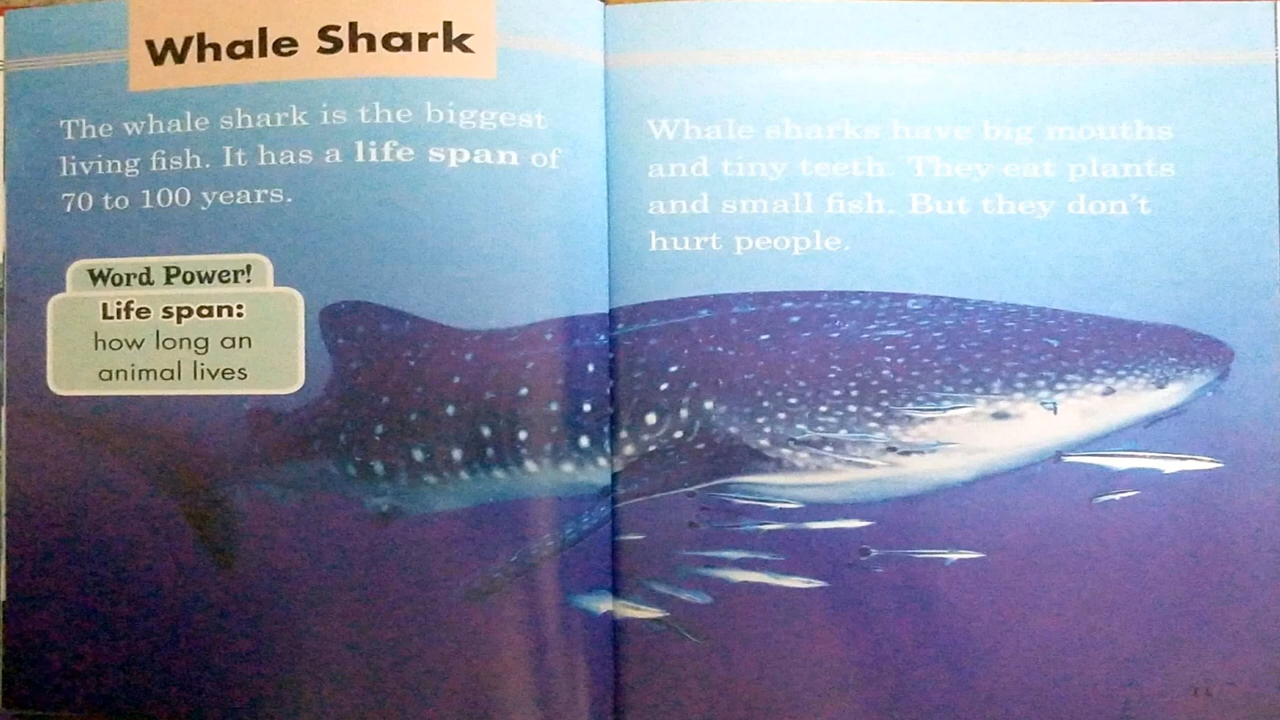 Whale Shark
The whale shark is the biggest
living fish. It has a life span of
70 to 100 years.
Word Power!
Life span:
how long an
animal lives
Whale sharks have big mouths
and tiny teeth. They eat plants
and small fish. But they don't
hurt people.